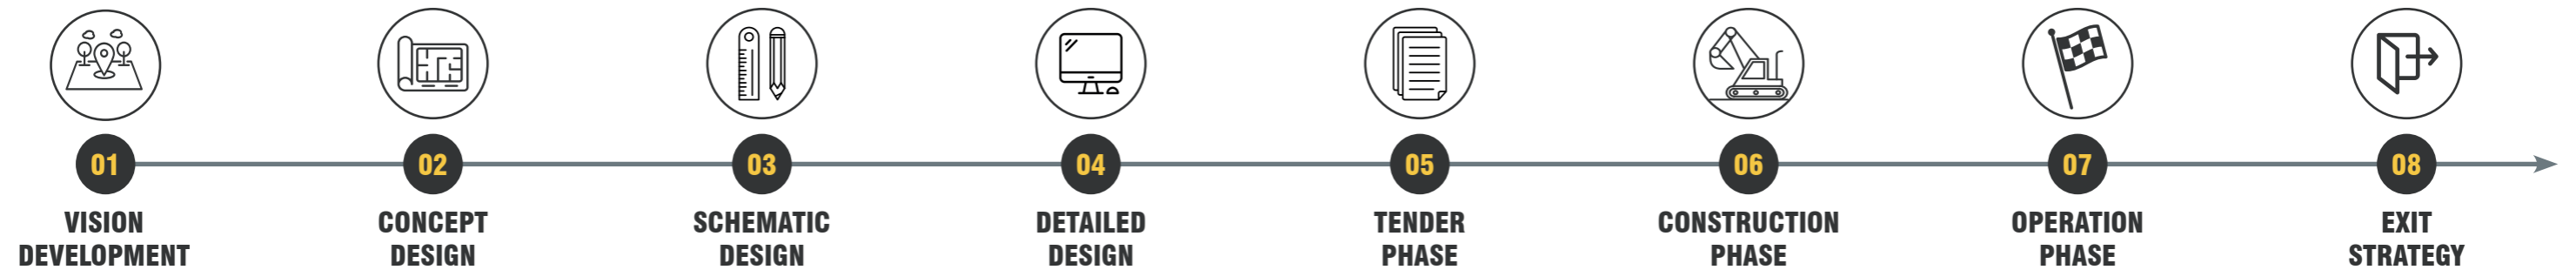 01
VISION
DEVELOPMENT
02
CONCEPT
DESIGN
03
SCHEMATIC
DESIGN
04
DETAILED
DESIGN
05
TENDER
PHASE
06
CONSTRUCTION
PHASE
07
OPERATION
PHASE
08
EXIT
STRATEGY